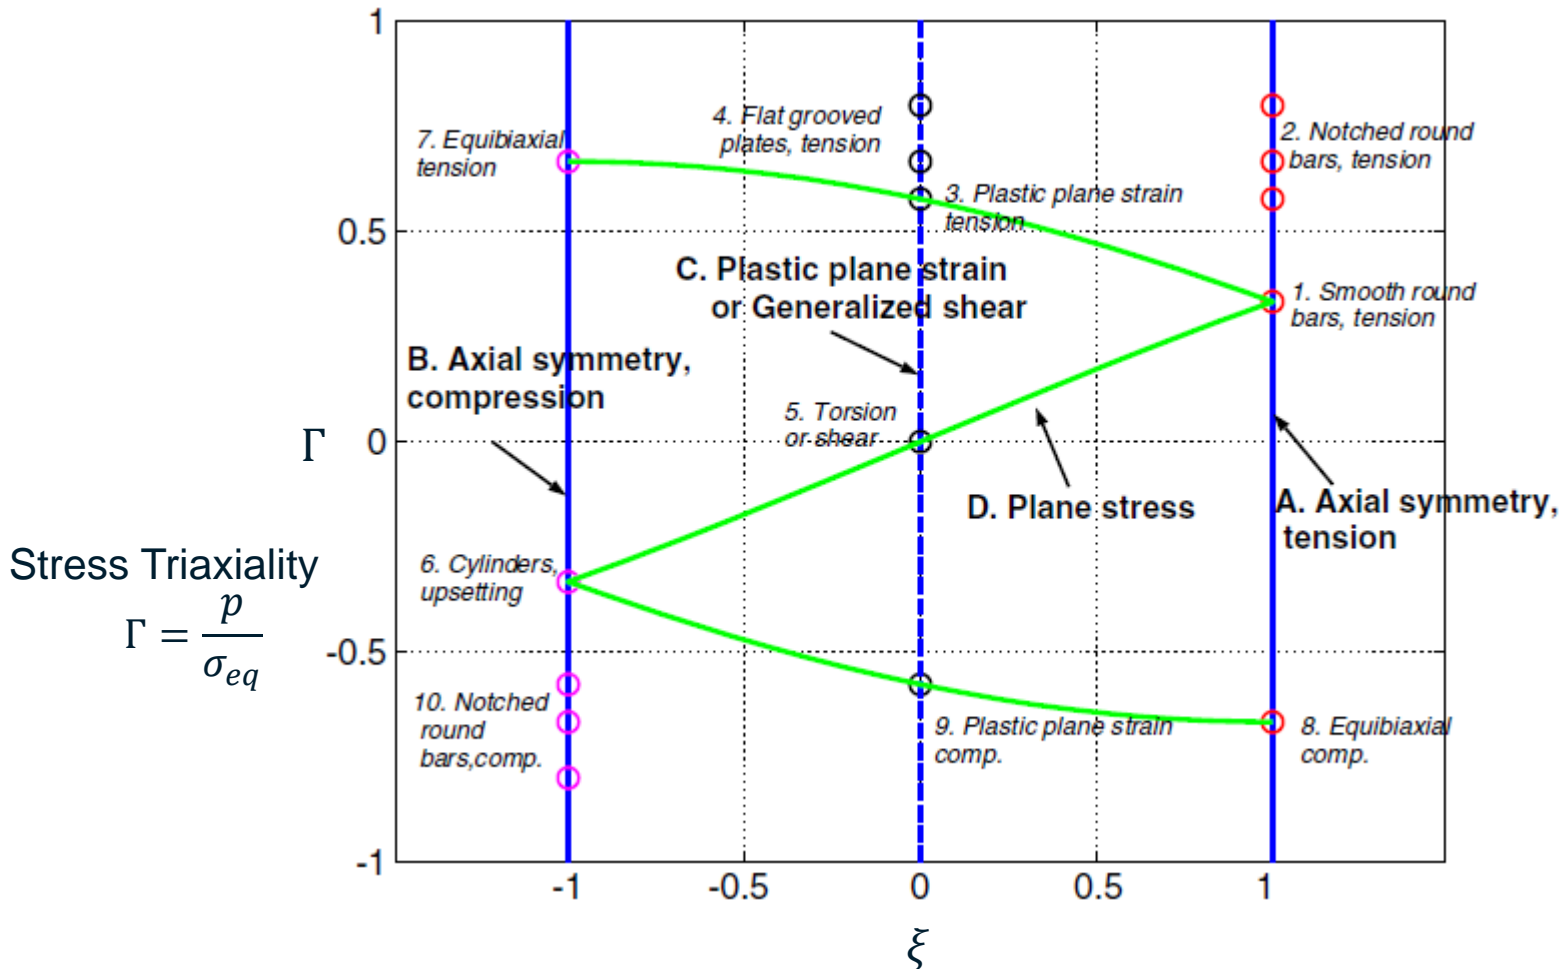 1
7. Equibiaxial
tension
4. Flat grooved
plates, tension
2. Notched round
bars, tension
3. Plastic plane strain
tension
0.5
C. Plastic plane strain
or Generalized shear
1. Smooth round
bars, tension
B. Axial symmetry,
compression
5. Torsion
or shear
Γ
0
D. Plane stress
A. Axial symmetry,
tension
Stress Triaxiality
Γ = p / σ_eq
6. Cylinders,
upsetting
-0.5
10. Notched
round
bars,comp.
9. Plastic plane strain
comp.
8. Equibiaxial
comp.
-1
-1 -0.5 0 0.5 1
ξ